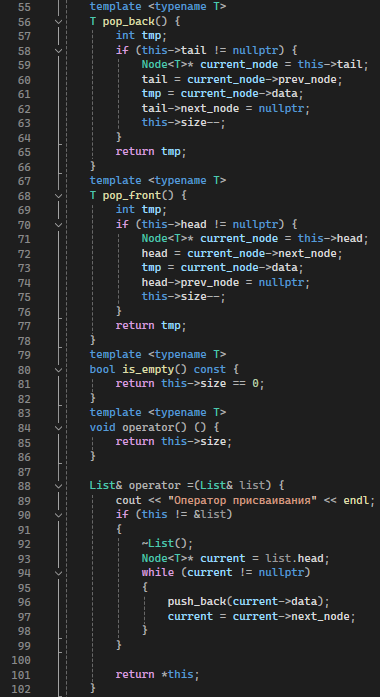 55 template <typename T>
56 T pop_back() {
57 int tmp;
58 if (this->tail != nullptr) {
59 Node<T>* current_node = this->tail;
60 tail = current_node->prev_node;
61 tmp = current_node->data;
62 tail->next_node = nullptr;
63 this->size--;
64 }
65 return tmp;
66 }
67 template <typename T>
68 T pop_front() {
69 int tmp;
70 if (this->head != nullptr) {
71 Node<T>* current_node = this->head;
72 head = current_node->next_node;
73 tmp = current_node->data;
74 head->prev_node = nullptr;
75 this->size--;
76 }
77 return tmp;
78 }
79 template <typename T>
80 bool is_empty() const {
81 return this->size == 0;
82 }
83 template <typename T>
84 void operator() () {
85 return this->size;
86 }
87
88 List& operator =(List& list) {
89 cout << "Оператор присваивания" << endl;
90 if (this != &list)
91 {
92 ~List();
93 Node<T>* current = list.head;
94 while (current != nullptr)
95 {
96 push_back(current->data);
97 current = current->next_node;
98 }
99 }
100
101 return *this;
102 }